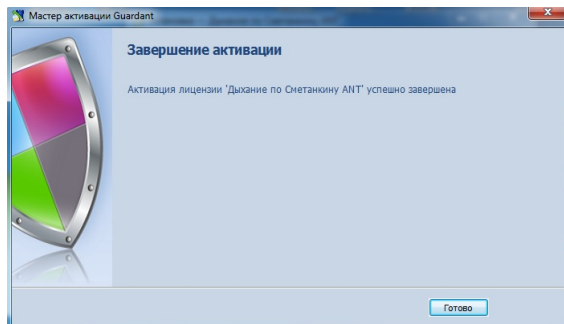 Мастер активации Guardant
Завершение активации
Активация лицензии 'Дыхание по Сметанкину ANT' успешно завершена
Готово